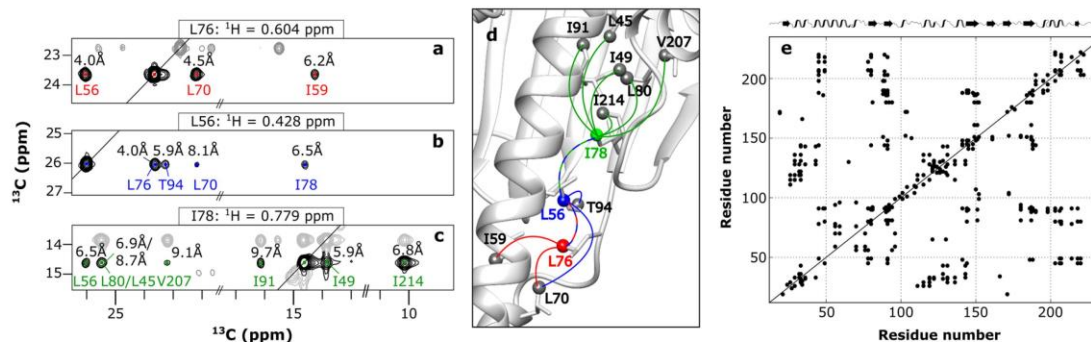 L76: ¹H = 0.604 ppm
a
23
24
4.0Å
4.5Å
6.2Å
L56
L70
I59
L56: ¹H = 0.428 ppm
b
25
26
27
4.0Å 5.9Å 8.1Å
6.5Å
L76 T94 L70
I78
¹³C (ppm)
I78: ¹H = 0.779 ppm
c
14
15
6.5Å
6.9Å/
8.7Å
9.1Å
9.7Å
5.9Å
6.8Å
L56 L80/L45 V207
I91
I49
I214
25
15
10
¹³C (ppm)
d
I91
L45
V207
I49
L80
I214
I78
L56
T94
I59
L76
L70
e
Residue number
200
150
100
50
50
100
150
200
Residue number